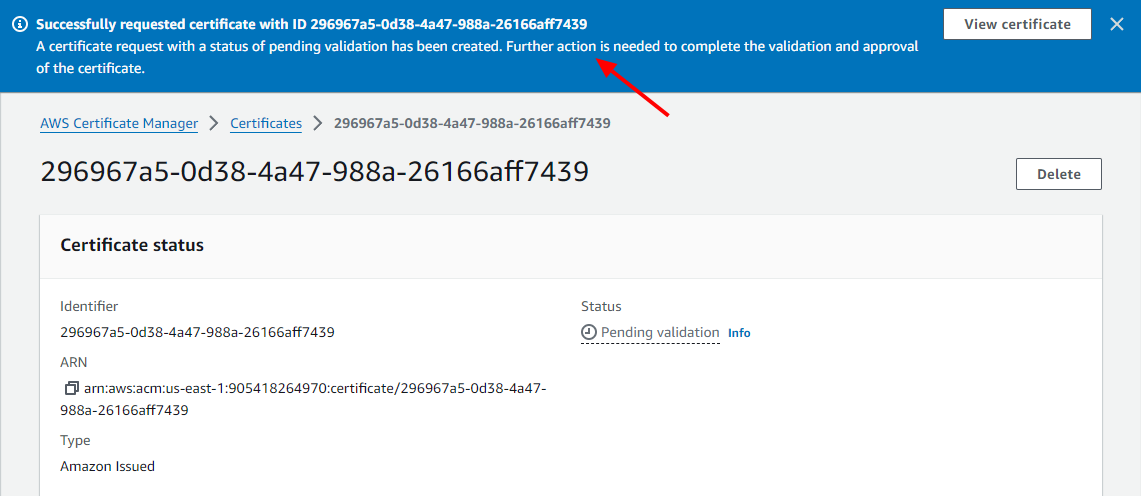 Successfully requested certificate with ID 296967a5-0d38-4a47-988a-26166aff7439
A certificate request with a status of pending validation has been created. Further action is needed to complete the validation and approval
of the certificate.
View certificate
AWS Certificate Manager
Certificates
296967a5-0d38-4a47-988a-26166aff7439
296967a5-0d38-4a47-988a-26166aff7439
Delete
Certificate status
Identifier
296967a5-0d38-4a47-988a-26166aff7439
Status
Pending validation Info
ARN
arn:aws:acm:us-east-1:905418264970:certificate/296967a5-0d38-4a47-
988a-26166aff7439
Type
Amazon Issued